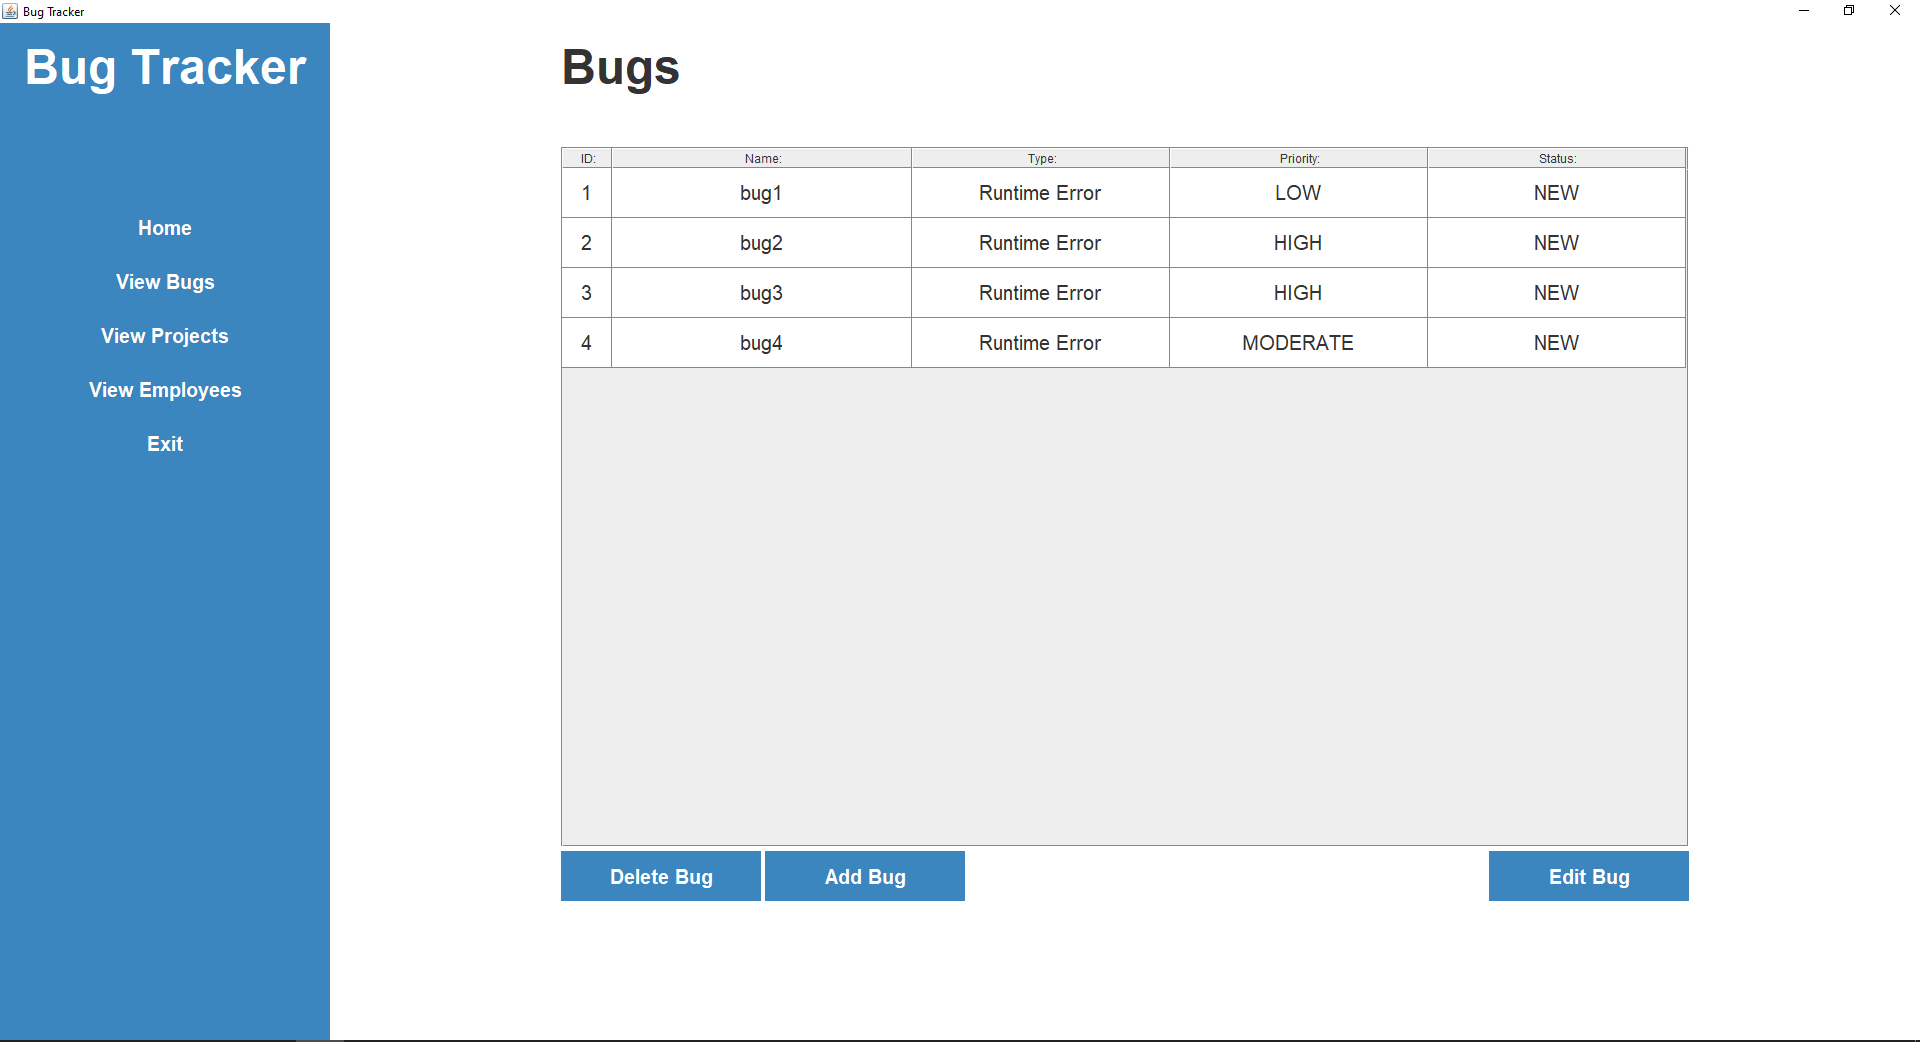 Bug Tracker
Bug Tracker
Home
View Bugs
View Projects
View Employees
Exit
Bugs
ID: Name: Type: Priority: Status:
1 bug1 Runtime Error LOW NEW
2 bug2 Runtime Error HIGH NEW
3 bug3 Runtime Error HIGH NEW
4 bug4 Runtime Error MODERATE NEW
Delete Bug Add Bug Edit Bug